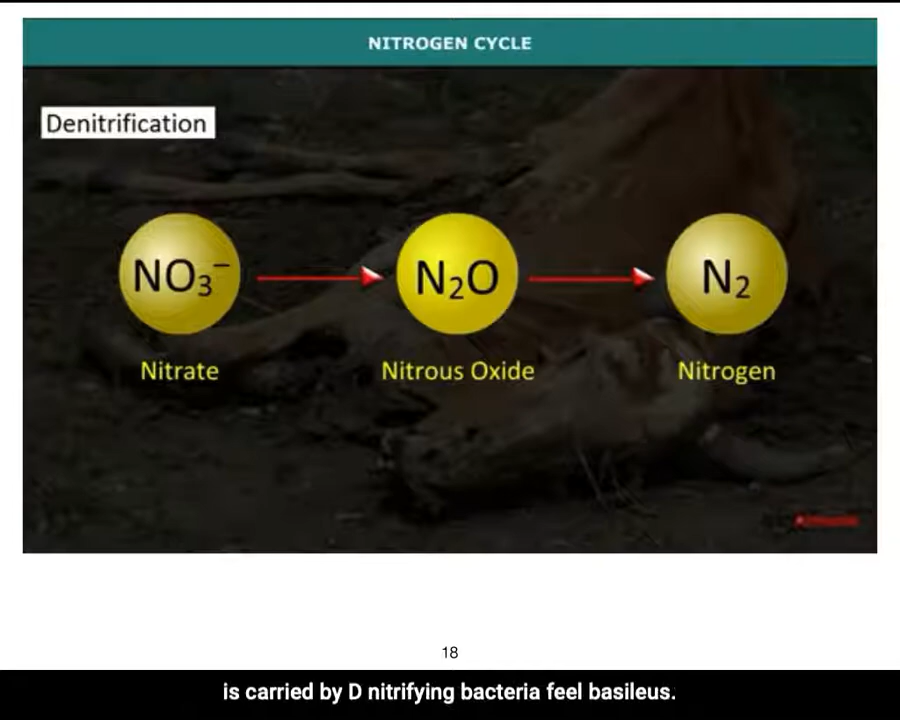 NITROGEN CYCLE
Denitrification
NO₃⁻ N₂O N₂
Nitrate Nitrous Oxide Nitrogen
18
is carried by D nitrifying bacteria feel basileus.